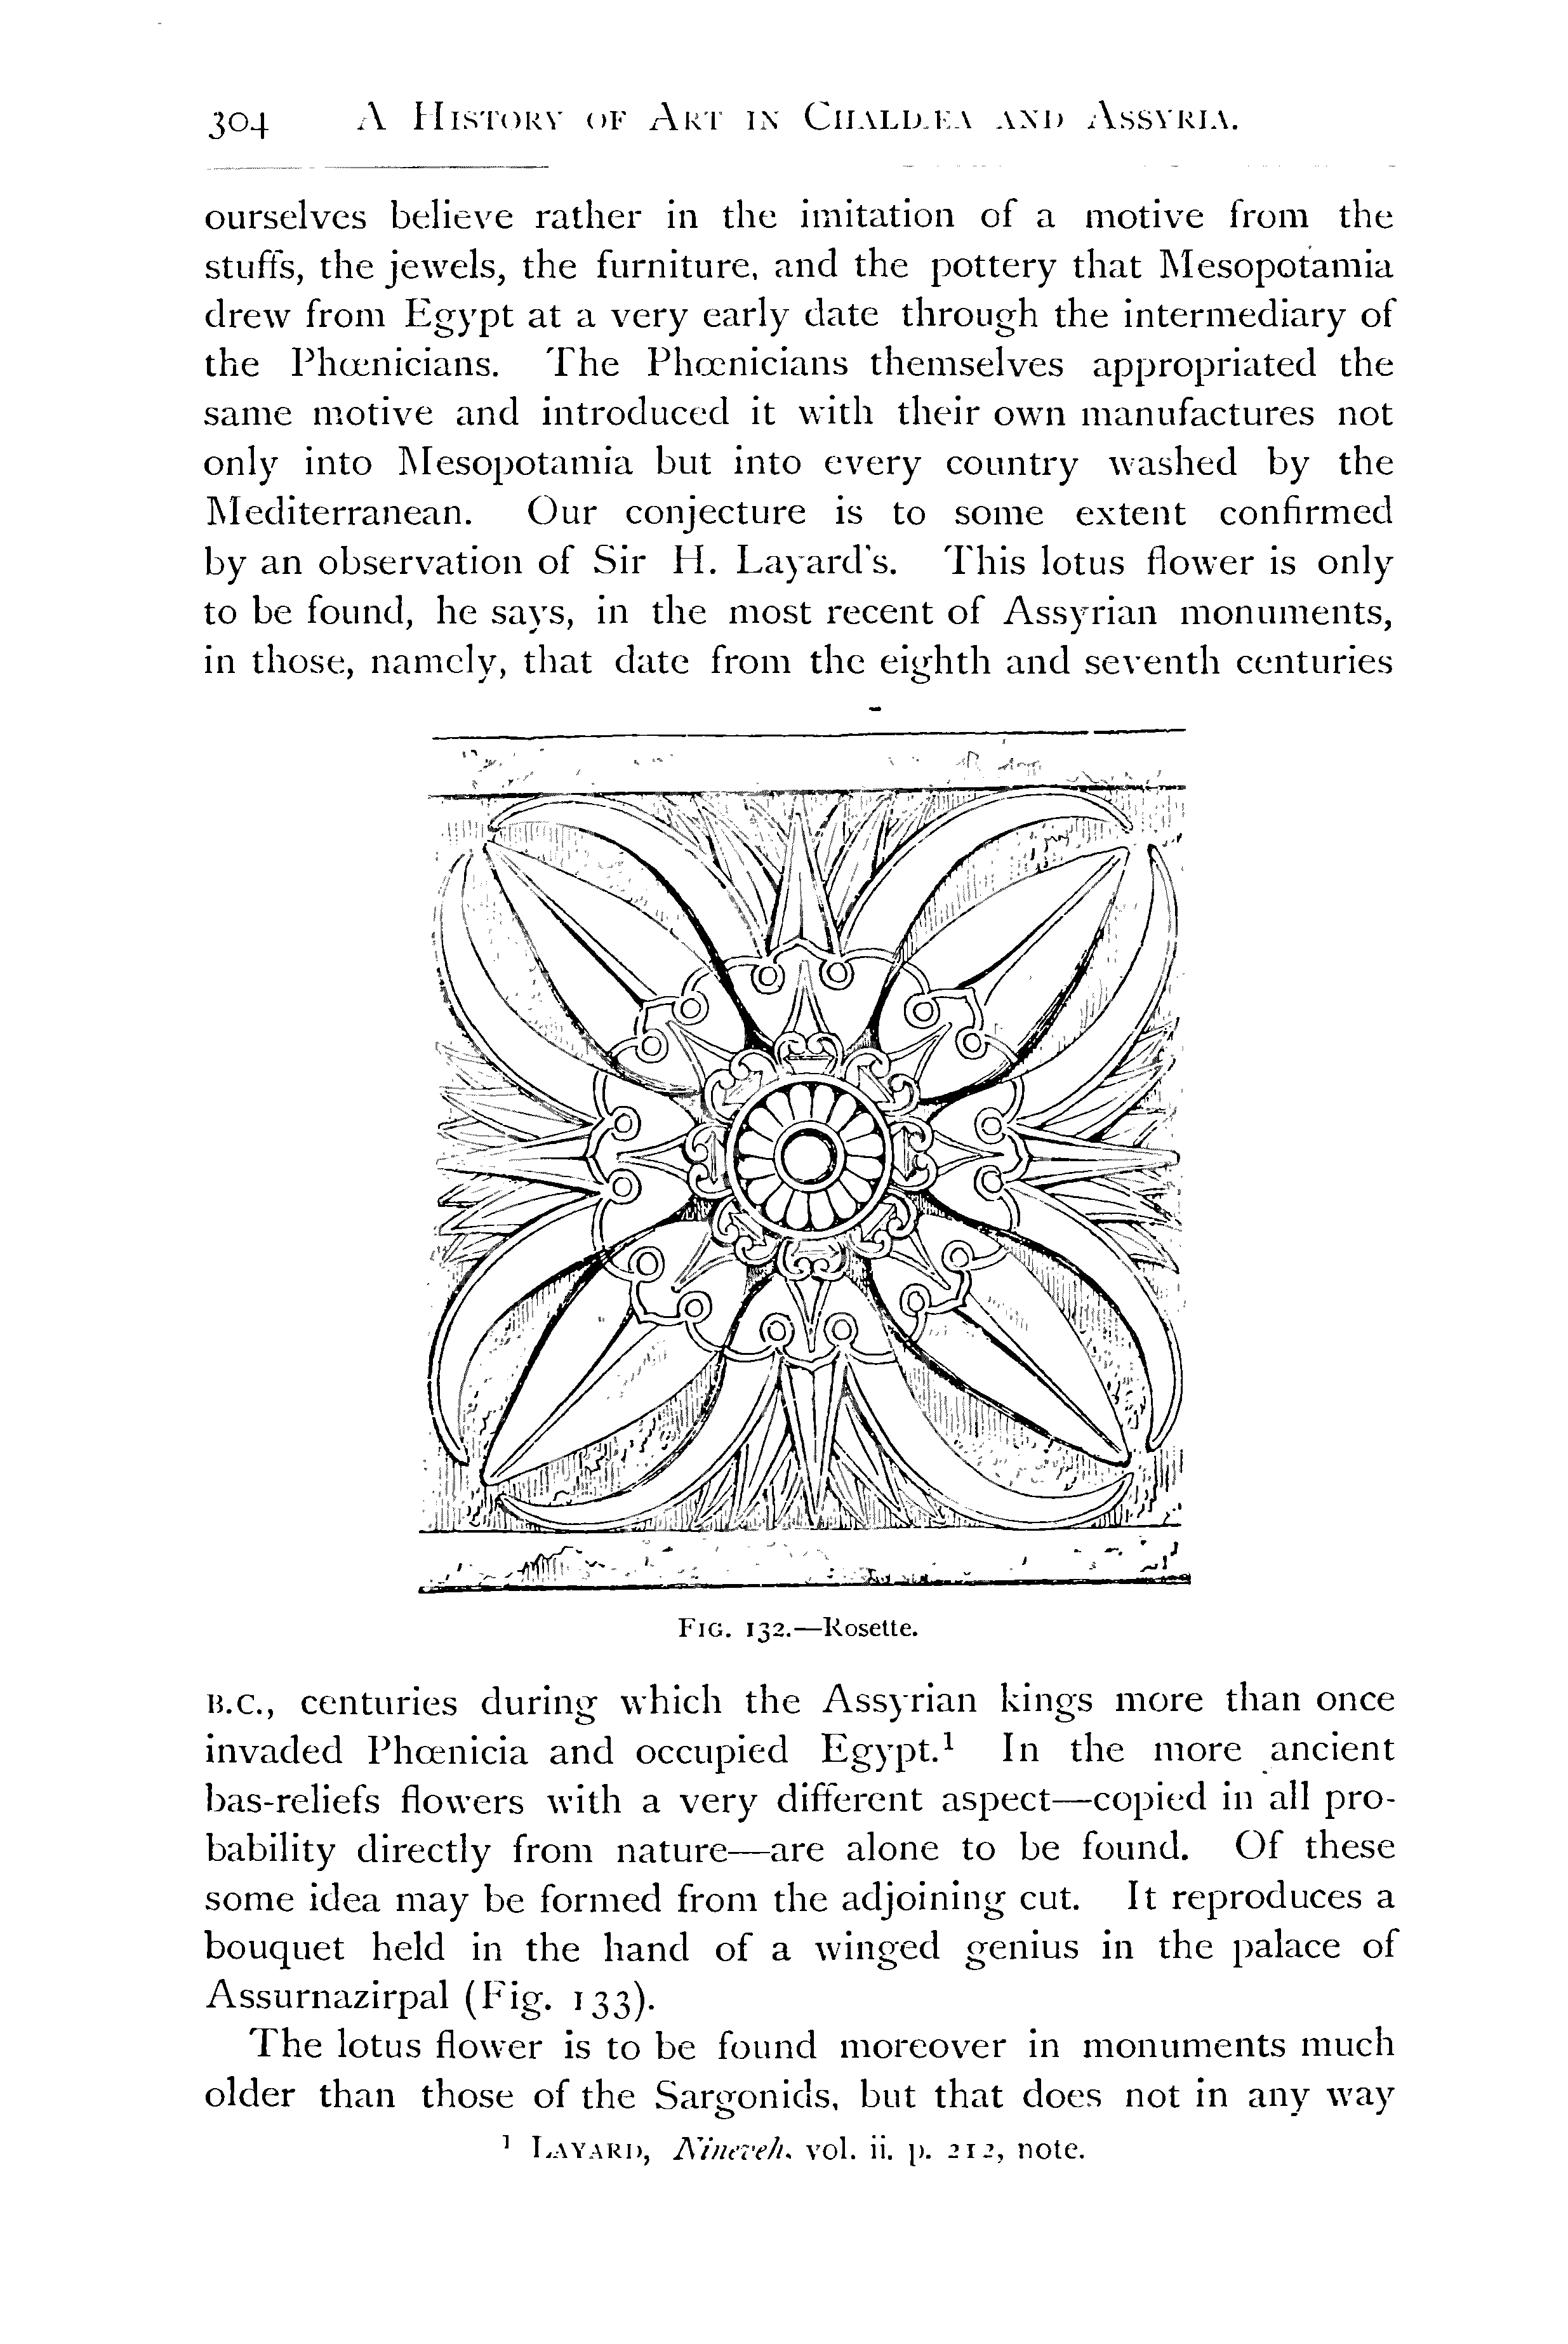 304 A History of Art in Chaldæa and Assyria.
ourselves believe rather in the imitation of a motive from the
stuffs, the jewels, the furniture, and the pottery that Mesopotamia
drew from Egypt at a very early date through the intermediary of
the Phœnicians. The Phœnicians themselves appropriated the
same motive and introduced it with their own manufactures not
only into Mesopotamia but into every country washed by the
Mediterranean. Our conjecture is to some extent confirmed
by an observation of Sir H. Layard's. This lotus flower is only
to be found, he says, in the most recent of Assyrian monuments,
in those, namely, that date from the eighth and seventh centuries
Fig. 132.—Rosette.
B.C., centuries during which the Assyrian kings more than once
invaded Phœnicia and occupied Egypt.¹ In the more ancient
bas-reliefs flowers with a very different aspect—copied in all pro-
bability directly from nature—are alone to be found. Of these
some idea may be formed from the adjoining cut. It reproduces a
bouquet held in the hand of a winged genius in the palace of
Assurnazirpal (Fig. 133).
The lotus flower is to be found moreover in monuments much
older than those of the Sargonids, but that does not in any way
¹ Layard, Nineveh, vol. ii. p. 212, note.